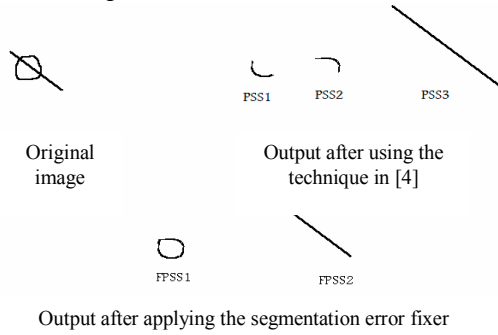 PSS1 PSS2 PSS3
Original
image
Output after using the
technique in [4]
FPSS1 FPSS2
Output after applying the segmentation error fixer